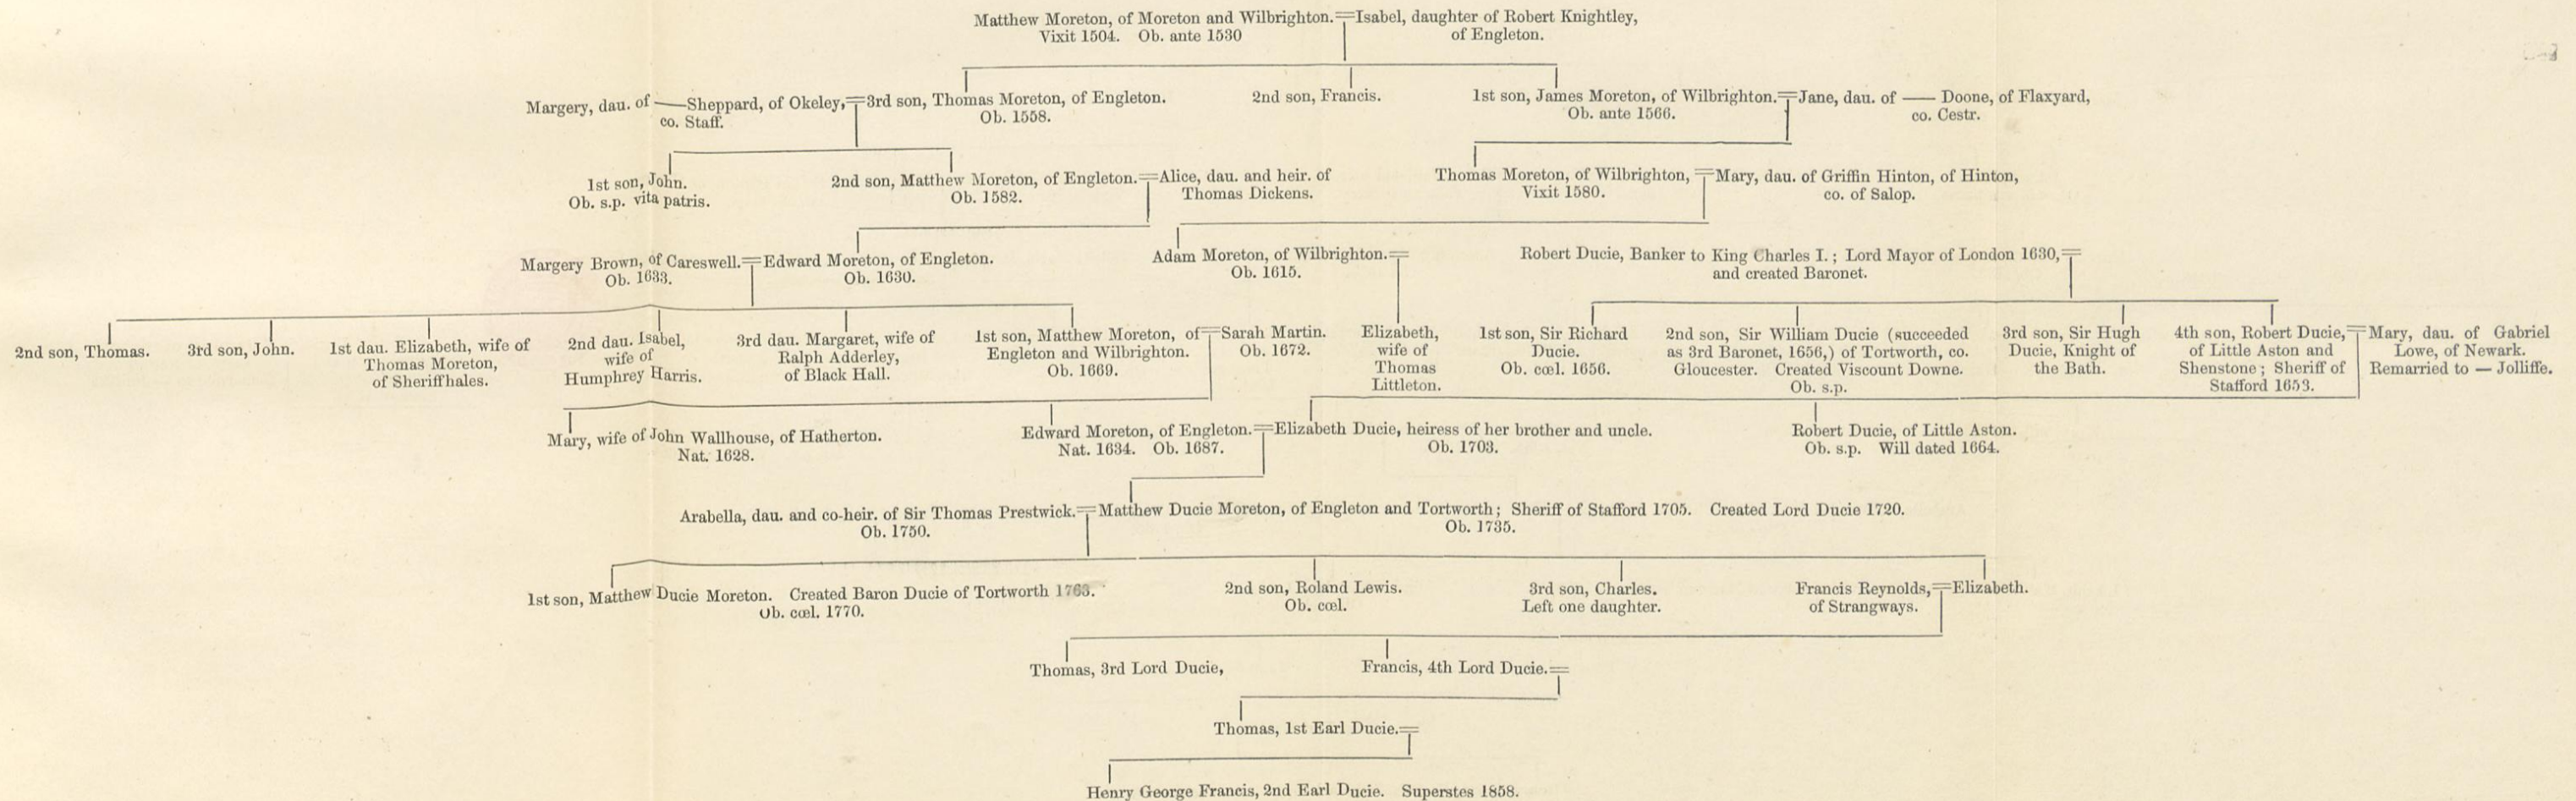 Matthew Moreton, of Moreton and Wilbrighton.═Isabel, daughter of Robert Knightley,
Vixit 1504. Ob. ante 1530
of Engleton.
Margery, dau. of —Sheppard, of Okeley,═3rd son, Thomas Moreton, of Engleton.
co. Staff.
Ob. 1558.
2nd son, Francis.
1st son, James Moreton, of Wilbrighton.═Jane, dau. of — Doone, of Flaxyard,
Ob. ante 1566.
co. Cestr.
1st son, John.
Ob. s.p. vita patris.
2nd son, Matthew Moreton, of Engleton.═Alice, dau. and heir. of
Ob. 1582.
Thomas Dickens.
Thomas Moreton, of Wilbrighton,═Mary, dau. of Griffin Hinton, of Hinton,
Vixit 1580.
co. of Salop.
Margery Brown, of Careswell.═Edward Moreton, of Engleton.
Ob. 1633.
Ob. 1630.
Adam Moreton, of Wilbrighton.═
Ob. 1615.
Robert Ducie, Banker to King Charles I. ; Lord Mayor of London 1630,═
and created Baronet.
2nd son, Thomas.
3rd son, John.
1st dau. Elizabeth, wife of
Thomas Moreton,
of Sheriffhales.
2nd dau. Isabel,
wife of
Humphrey Harris.
3rd dau. Margaret, wife of
Ralph Adderley,
of Black Hall.
1st son, Matthew Moreton, of═Sarah Martin.
Engleton and Wilbrighton.
Ob. 1669.
Ob. 1672.
Elizabeth,
wife of
Thomas
Littleton.
1st son, Sir Richard
Ducie.
Ob. cœl. 1656.
2nd son, Sir William Ducie (succeeded
as 3rd Baronet, 1656,) of Tortworth, co.
Gloucester. Created Viscount Downe.
Ob. s.p.
3rd son, Sir Hugh
Ducie, Knight of
the Bath.
4th son, Robert Ducie,═Mary, dau. of Gabriel
of Little Aston and
Shenstone ; Sheriff of
Stafford 1653.
Lowe, of Newark.
Remarried to — Jolliffe.
Mary, wife of John Wallhouse, of Hatherton.
Nat. 1628.
Edward Moreton, of Engleton.═Elizabeth Ducie, heiress of her brother and uncle.
Nat. 1634. Ob. 1687.
Ob. 1703.
Robert Ducie, of Little Aston.
Ob. s.p. Will dated 1664.
Arabella, dau. and co-heir. of Sir Thomas Prestwick.═Matthew Ducie Moreton, of Engleton and Tortworth ; Sheriff of Stafford 1705. Created Lord Ducie 1720.
Ob. 1750.
Ob. 1735.
1st son, Matthew Ducie Moreton. Created Baron Ducie of Tortworth 1763.
Ob. cœl. 1770.
2nd son, Roland Lewis.
Ob. cœl.
3rd son, Charles.
Left one daughter.
Francis Reynolds,═Elizabeth.
of Strangways.
Thomas, 3rd Lord Ducie,
Francis, 4th Lord Ducie.═
Thomas, 1st Earl Ducie.═
Henry George Francis, 2nd Earl Ducie. Superstes 1858.